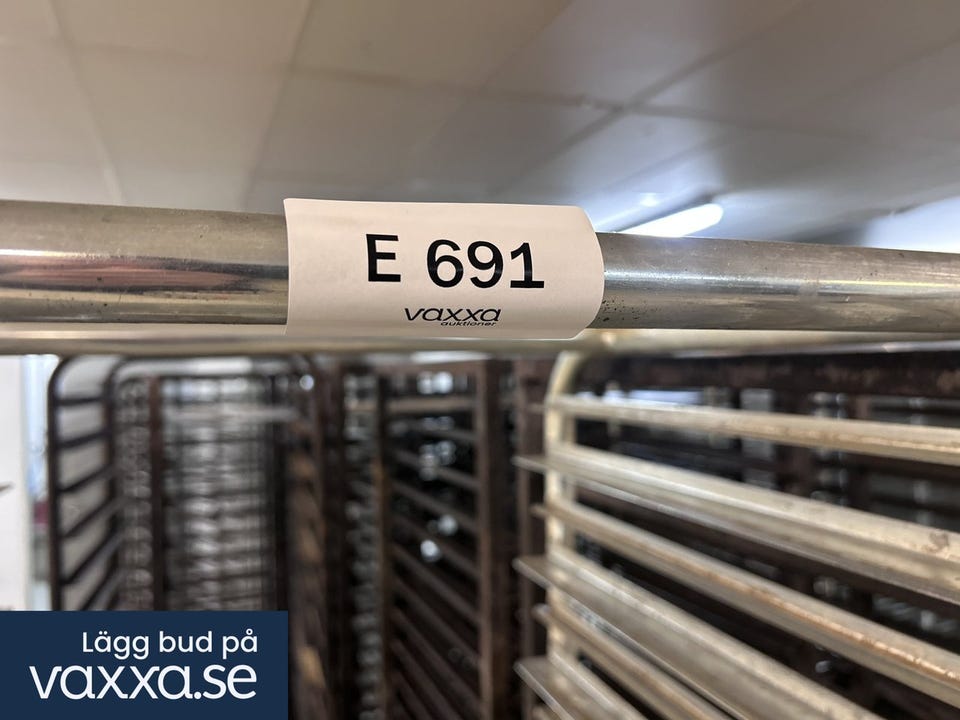 E 691
vaxxa
auktioner
Lägg bud på
vaxxa.se